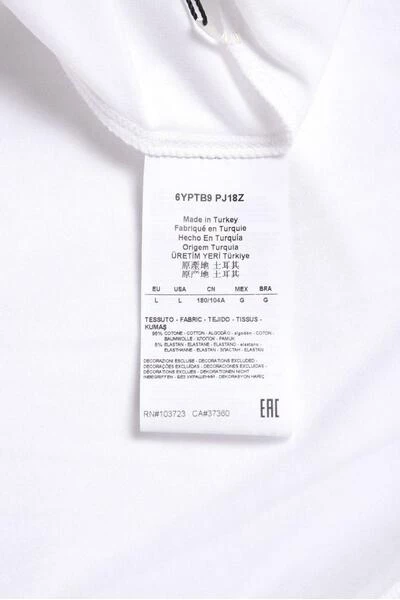 6YPTB9 PJ18Z
Made in Turkey
Fabriqué en Turquie
Hecho En Turquía
Origem Turquia
ÜRETİM YERİ Türkiye
原產地 土耳其
原产地 土耳其
EU USA CN MEX BRA
L L 180/104A G G
TESSUTO - FABRIC - TEJIDO - TISSUS -
KUMAŞ
95% COTONE - COTTON - ALGODÃO - algodón - COTON -
BAUMWOLLE - ХЛОПОК - PAMUK
5% ELASTAN - ELASTANE - ELASTANO - elastano -
ELASTHANNE - ELASTAN - ЭЛАСТАН - ELASTAN
DECORAZIONI ESCLUSE - DECORATIONS EXCLUDED -
DECORAÇÕES EXCLUÍDAS - DECORACIONES EXCLUIDAS -
DÉCORATIONS EXCLUES - DEKORATIONEN NICHT
INBEGRIFFEN - БЕЗ УКРАШЕНИЙ - DEKORASYON HARİÇ
RN#103723 CA#37360 EAC